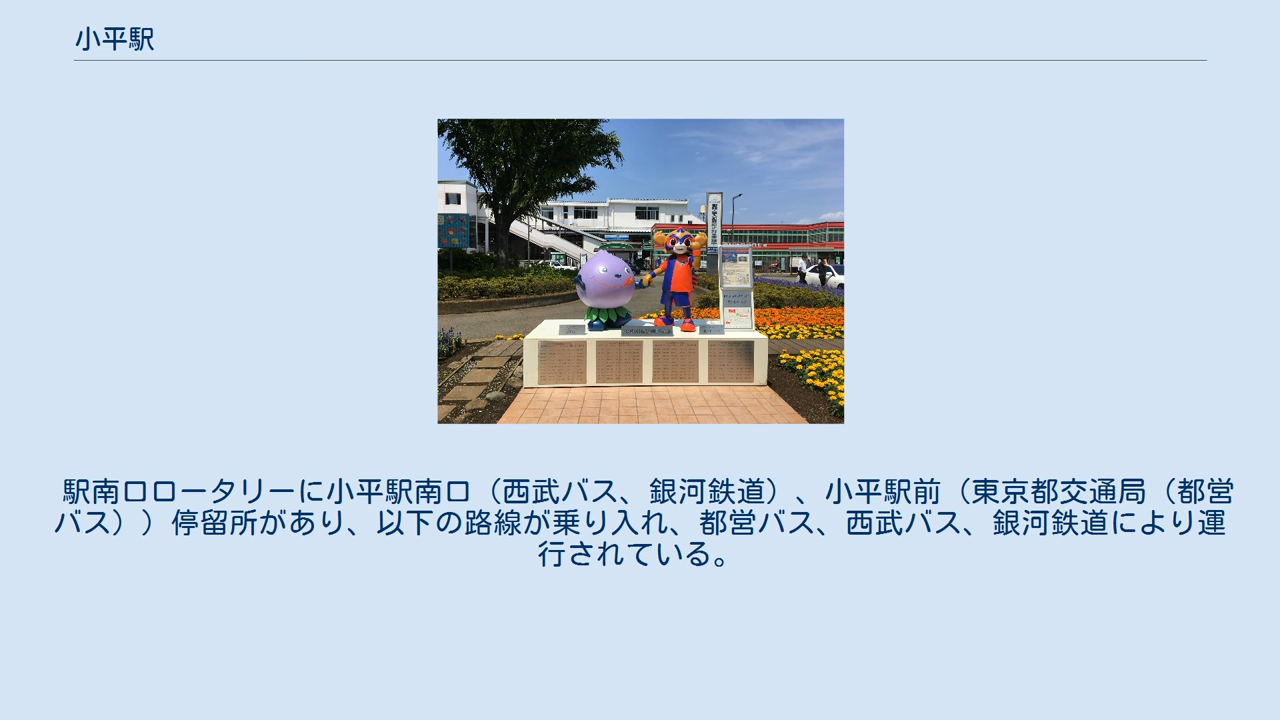 小平駅
駅南口ロータリーに小平駅南口（西武バス、銀河鉄道）、小平駅前（東京都交通局（都営
バス））停留所があり、以下の路線が乗り入れ、都営バス、西武バス、銀河鉄道により運
行されている。